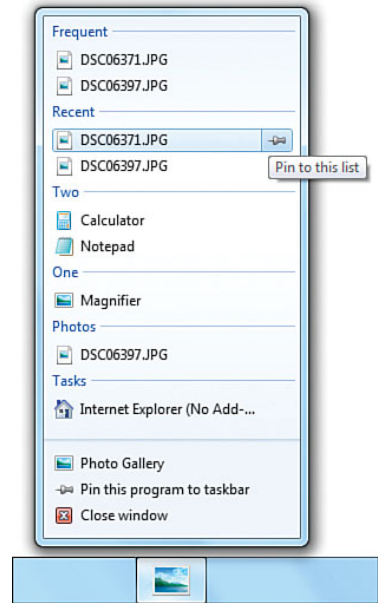 Frequent
DSC06371.JPG
DSC06397.JPG
Recent
DSC06371.JPG
DSC06397.JPG
Pin to this list
Two
Calculator
Notepad
One
Magnifier
Photos
DSC06397.JPG
Tasks
Internet Explorer (No Add-...
Photo Gallery
Pin this program to taskbar
Close window